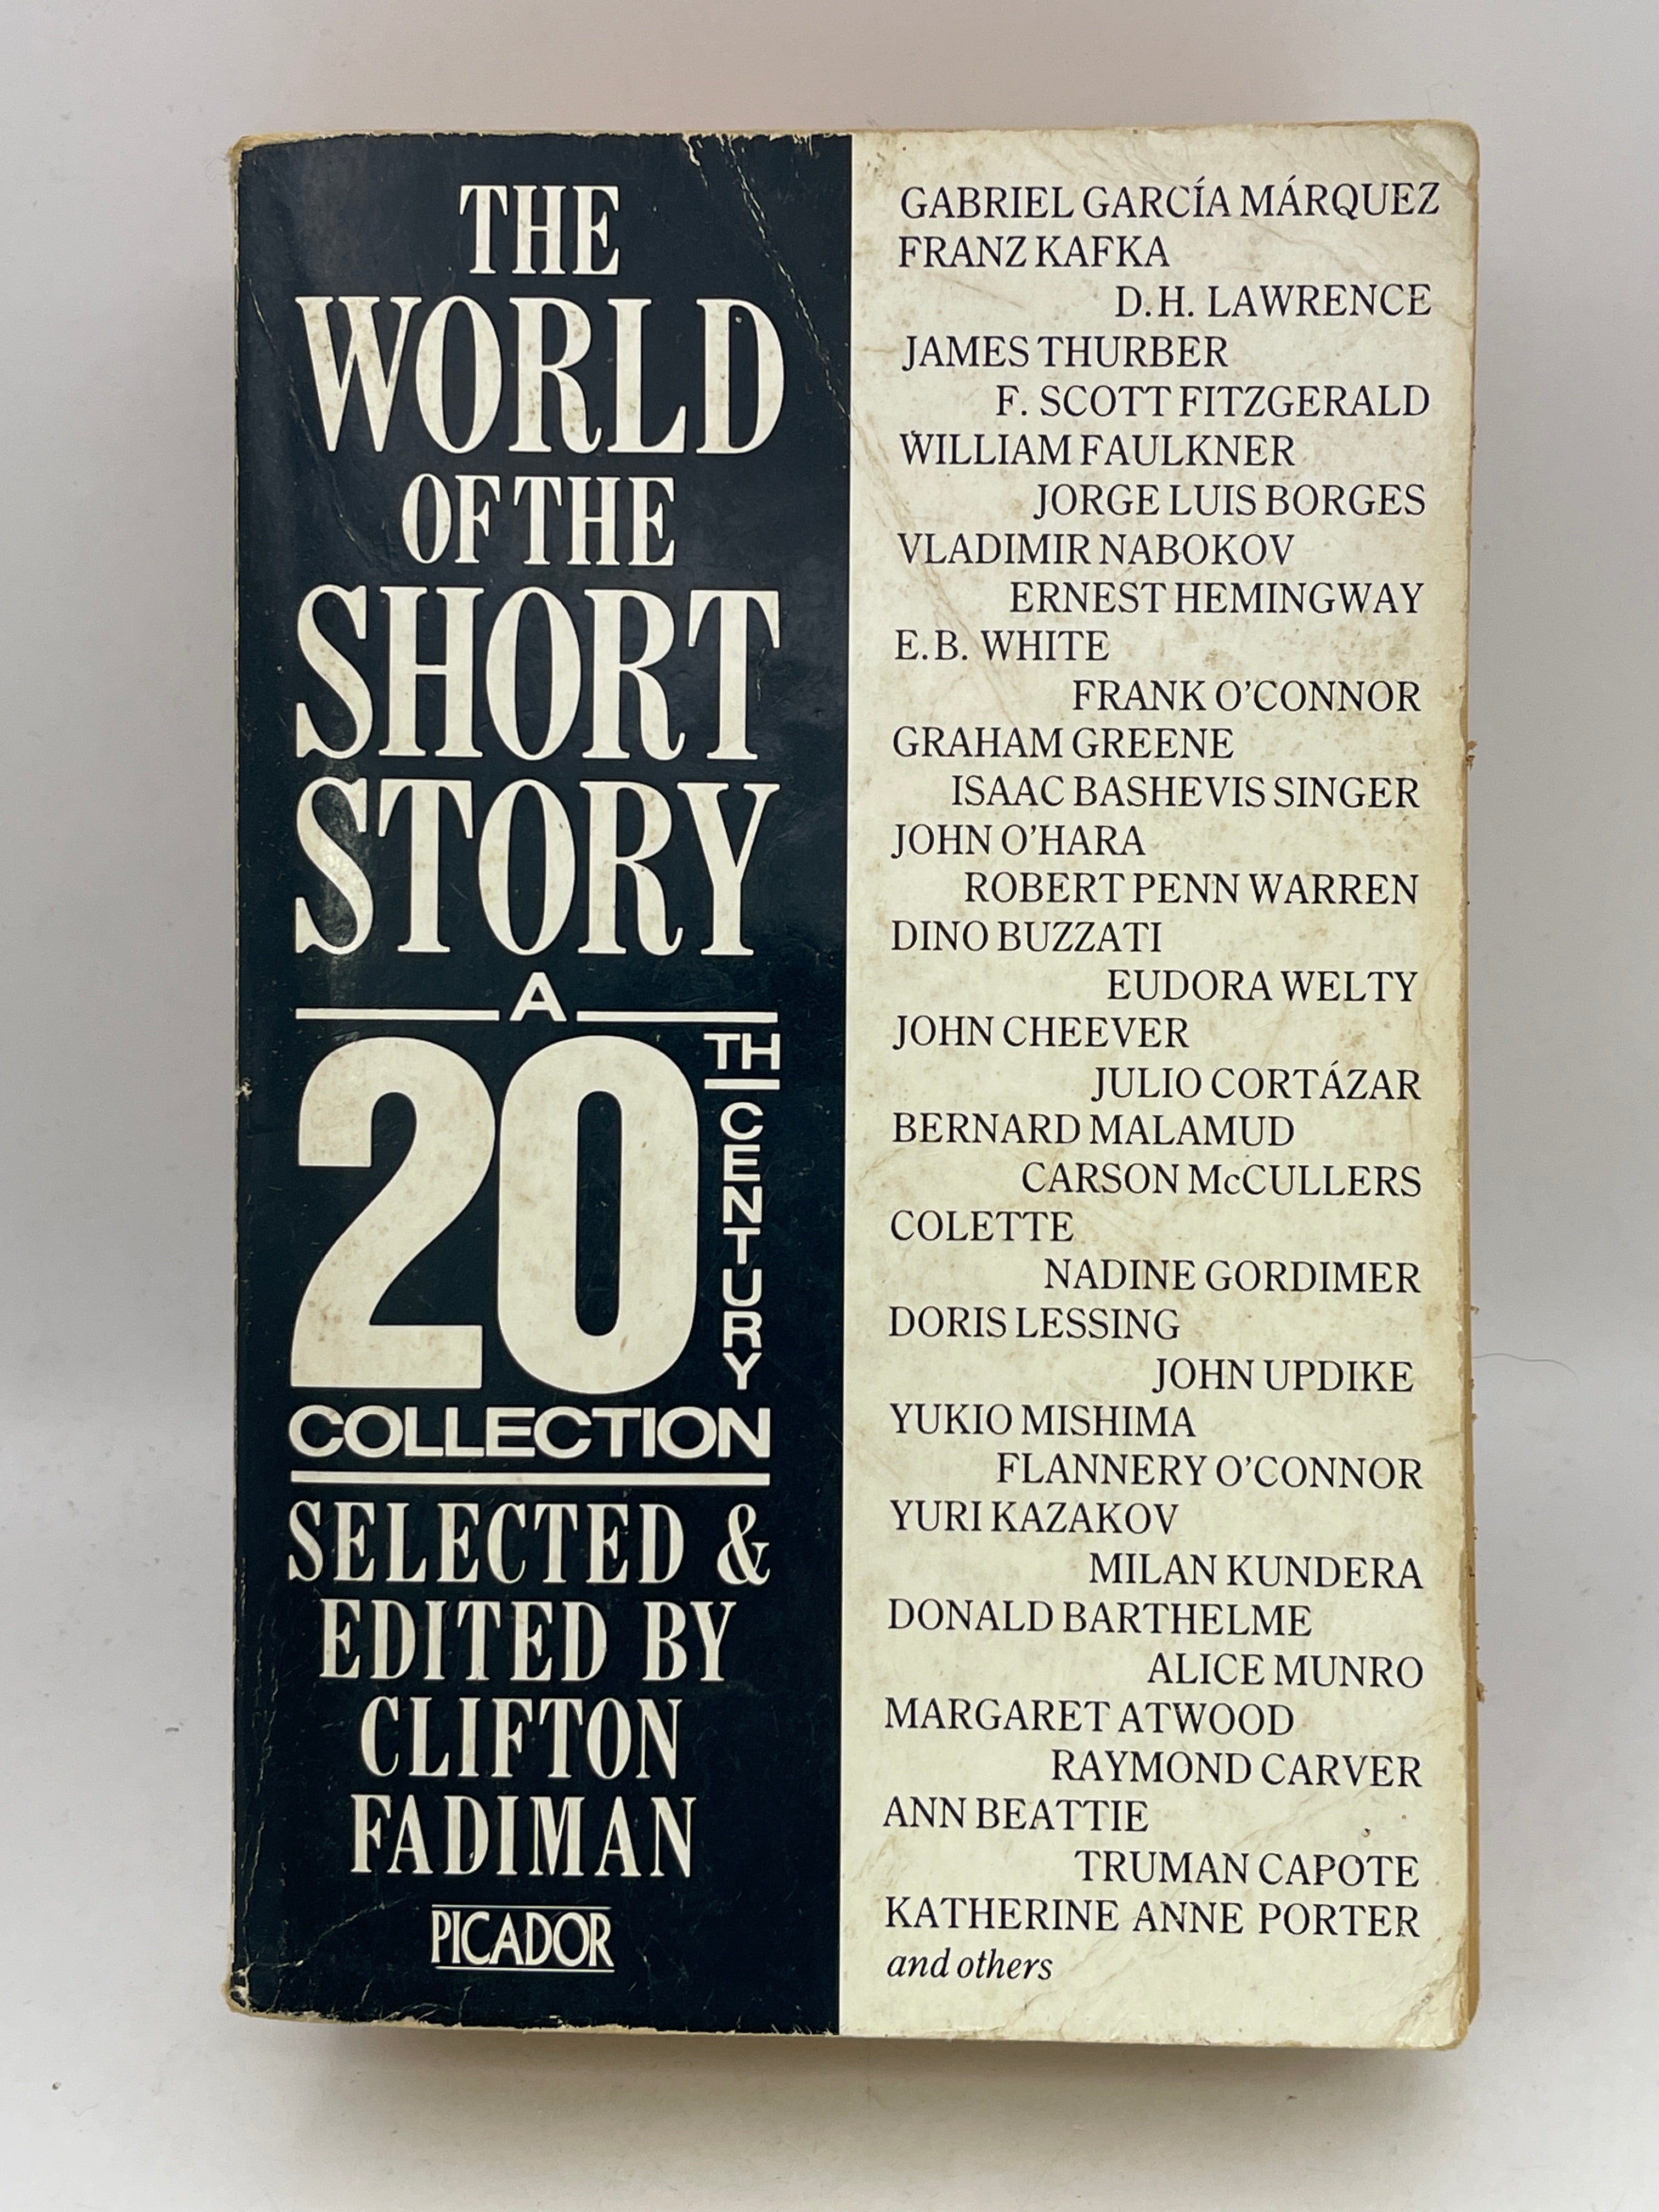 THE
WORLD
OF THE
SHORT
STORY
A
20TH CENTURY
COLLECTION
SELECTED &
EDITED BY
CLIFTON
FADIMAN
PICADOR
GABRIEL GARCÍA MÁRQUEZ
FRANZ KAFKA
D.H. LAWRENCE
JAMES THURBER
F. SCOTT FITZGERALD
WILLIAM FAULKNER
JORGE LUIS BORGES
VLADIMIR NABOKOV
ERNEST HEMINGWAY
E.B. WHITE
FRANK O'CONNOR
GRAHAM GREENE
ISAAC BASHEVIS SINGER
JOHN O'HARA
ROBERT PENN WARREN
DINO BUZZATI
EUDORA WELTY
JOHN CHEEVER
JULIO CORTÁZAR
BERNARD MALAMUD
CARSON McCULLERS
COLETTE
NADINE GORDIMER
DORIS LESSING
JOHN UPDIKE
YUKIO MISHIMA
FLANNERY O'CONNOR
YURI KAZAKOV
MILAN KUNDERA
DONALD BARTHELME
ALICE MUNRO
MARGARET ATWOOD
RAYMOND CARVER
ANN BEATTIE
TRUMAN CAPOTE
KATHERINE ANNE PORTER
and others